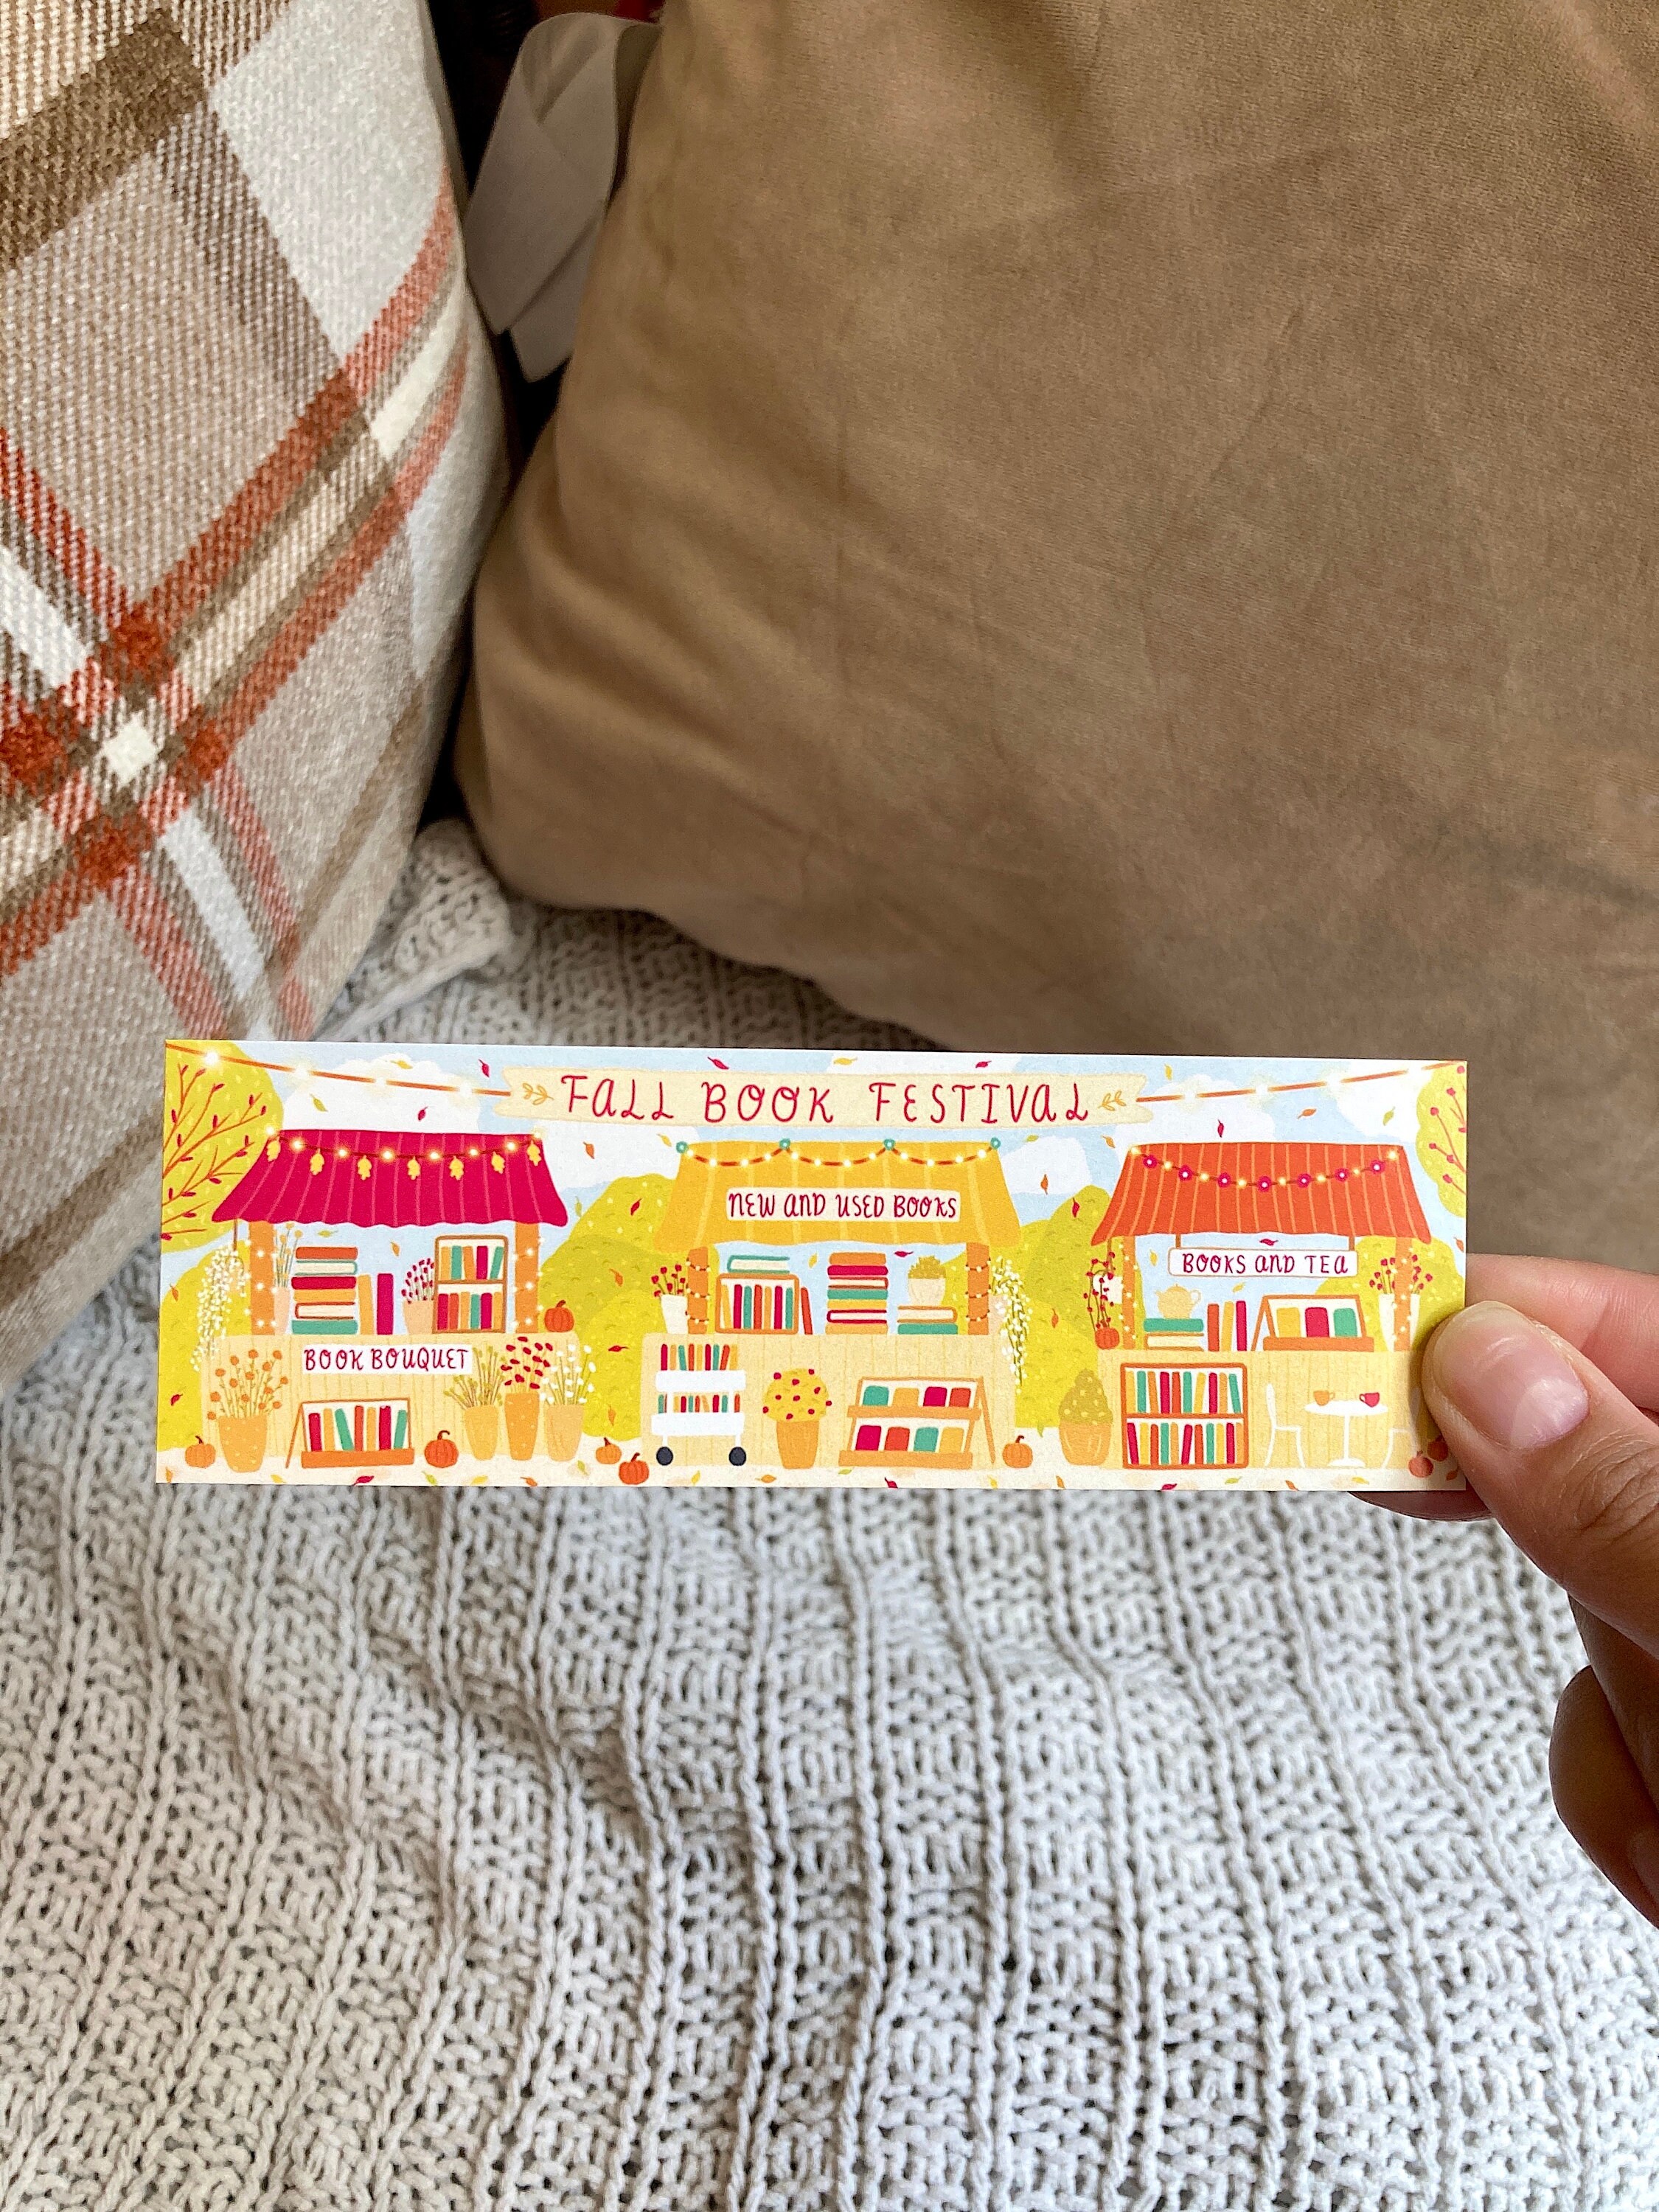 FALL BOOK FESTIVAL
NEW AND USED BOOKS
BOOKS AND TEA
BOOK BOUQUET